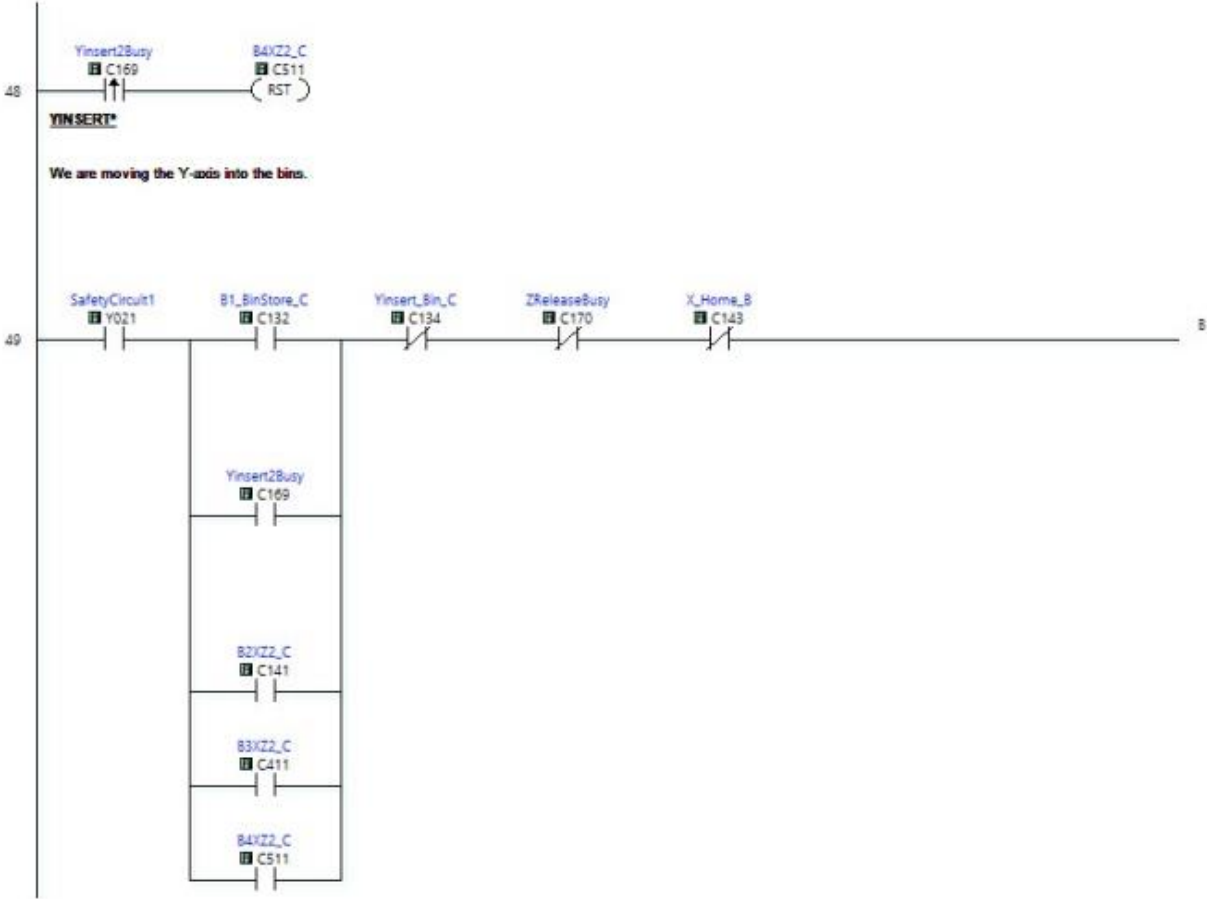 Yinsert2Busy B4XZ2_C
C169 C511
48 RST
YINSERT*
We are moving the Y-axis into the bins.
SafetyCircuit1 B1_BinStore_C Yinsert_Bin_C ZReleaseBusy X_Home_B
Y021 C132 C134 C170 C143
49 B
Yinsert2Busy
C169
B2XZ2_C
C141
B3XZ2_C
C411
B4XZ2_C
C511